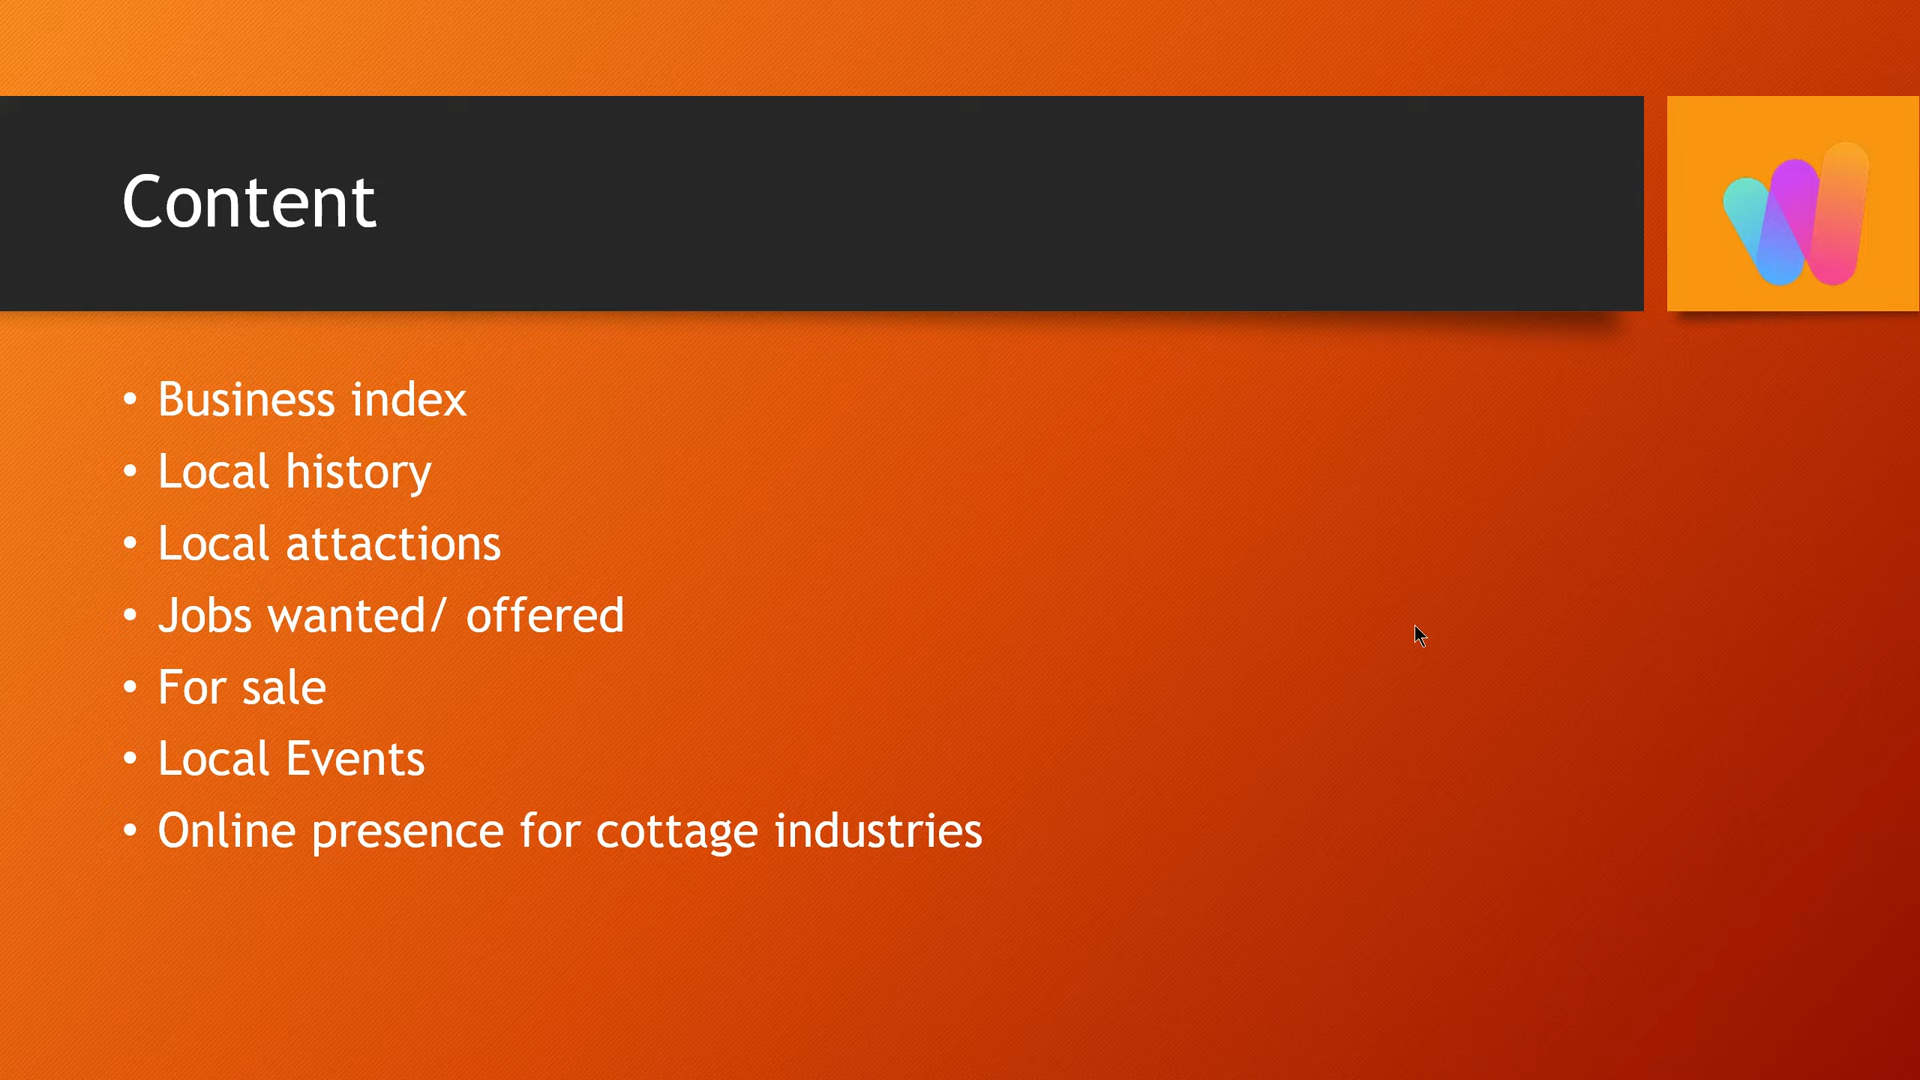 Content
• Business index
• Local history
• Local attactions
• Jobs wanted/ offered
• For sale
• Local Events
• Online presence for cottage industries